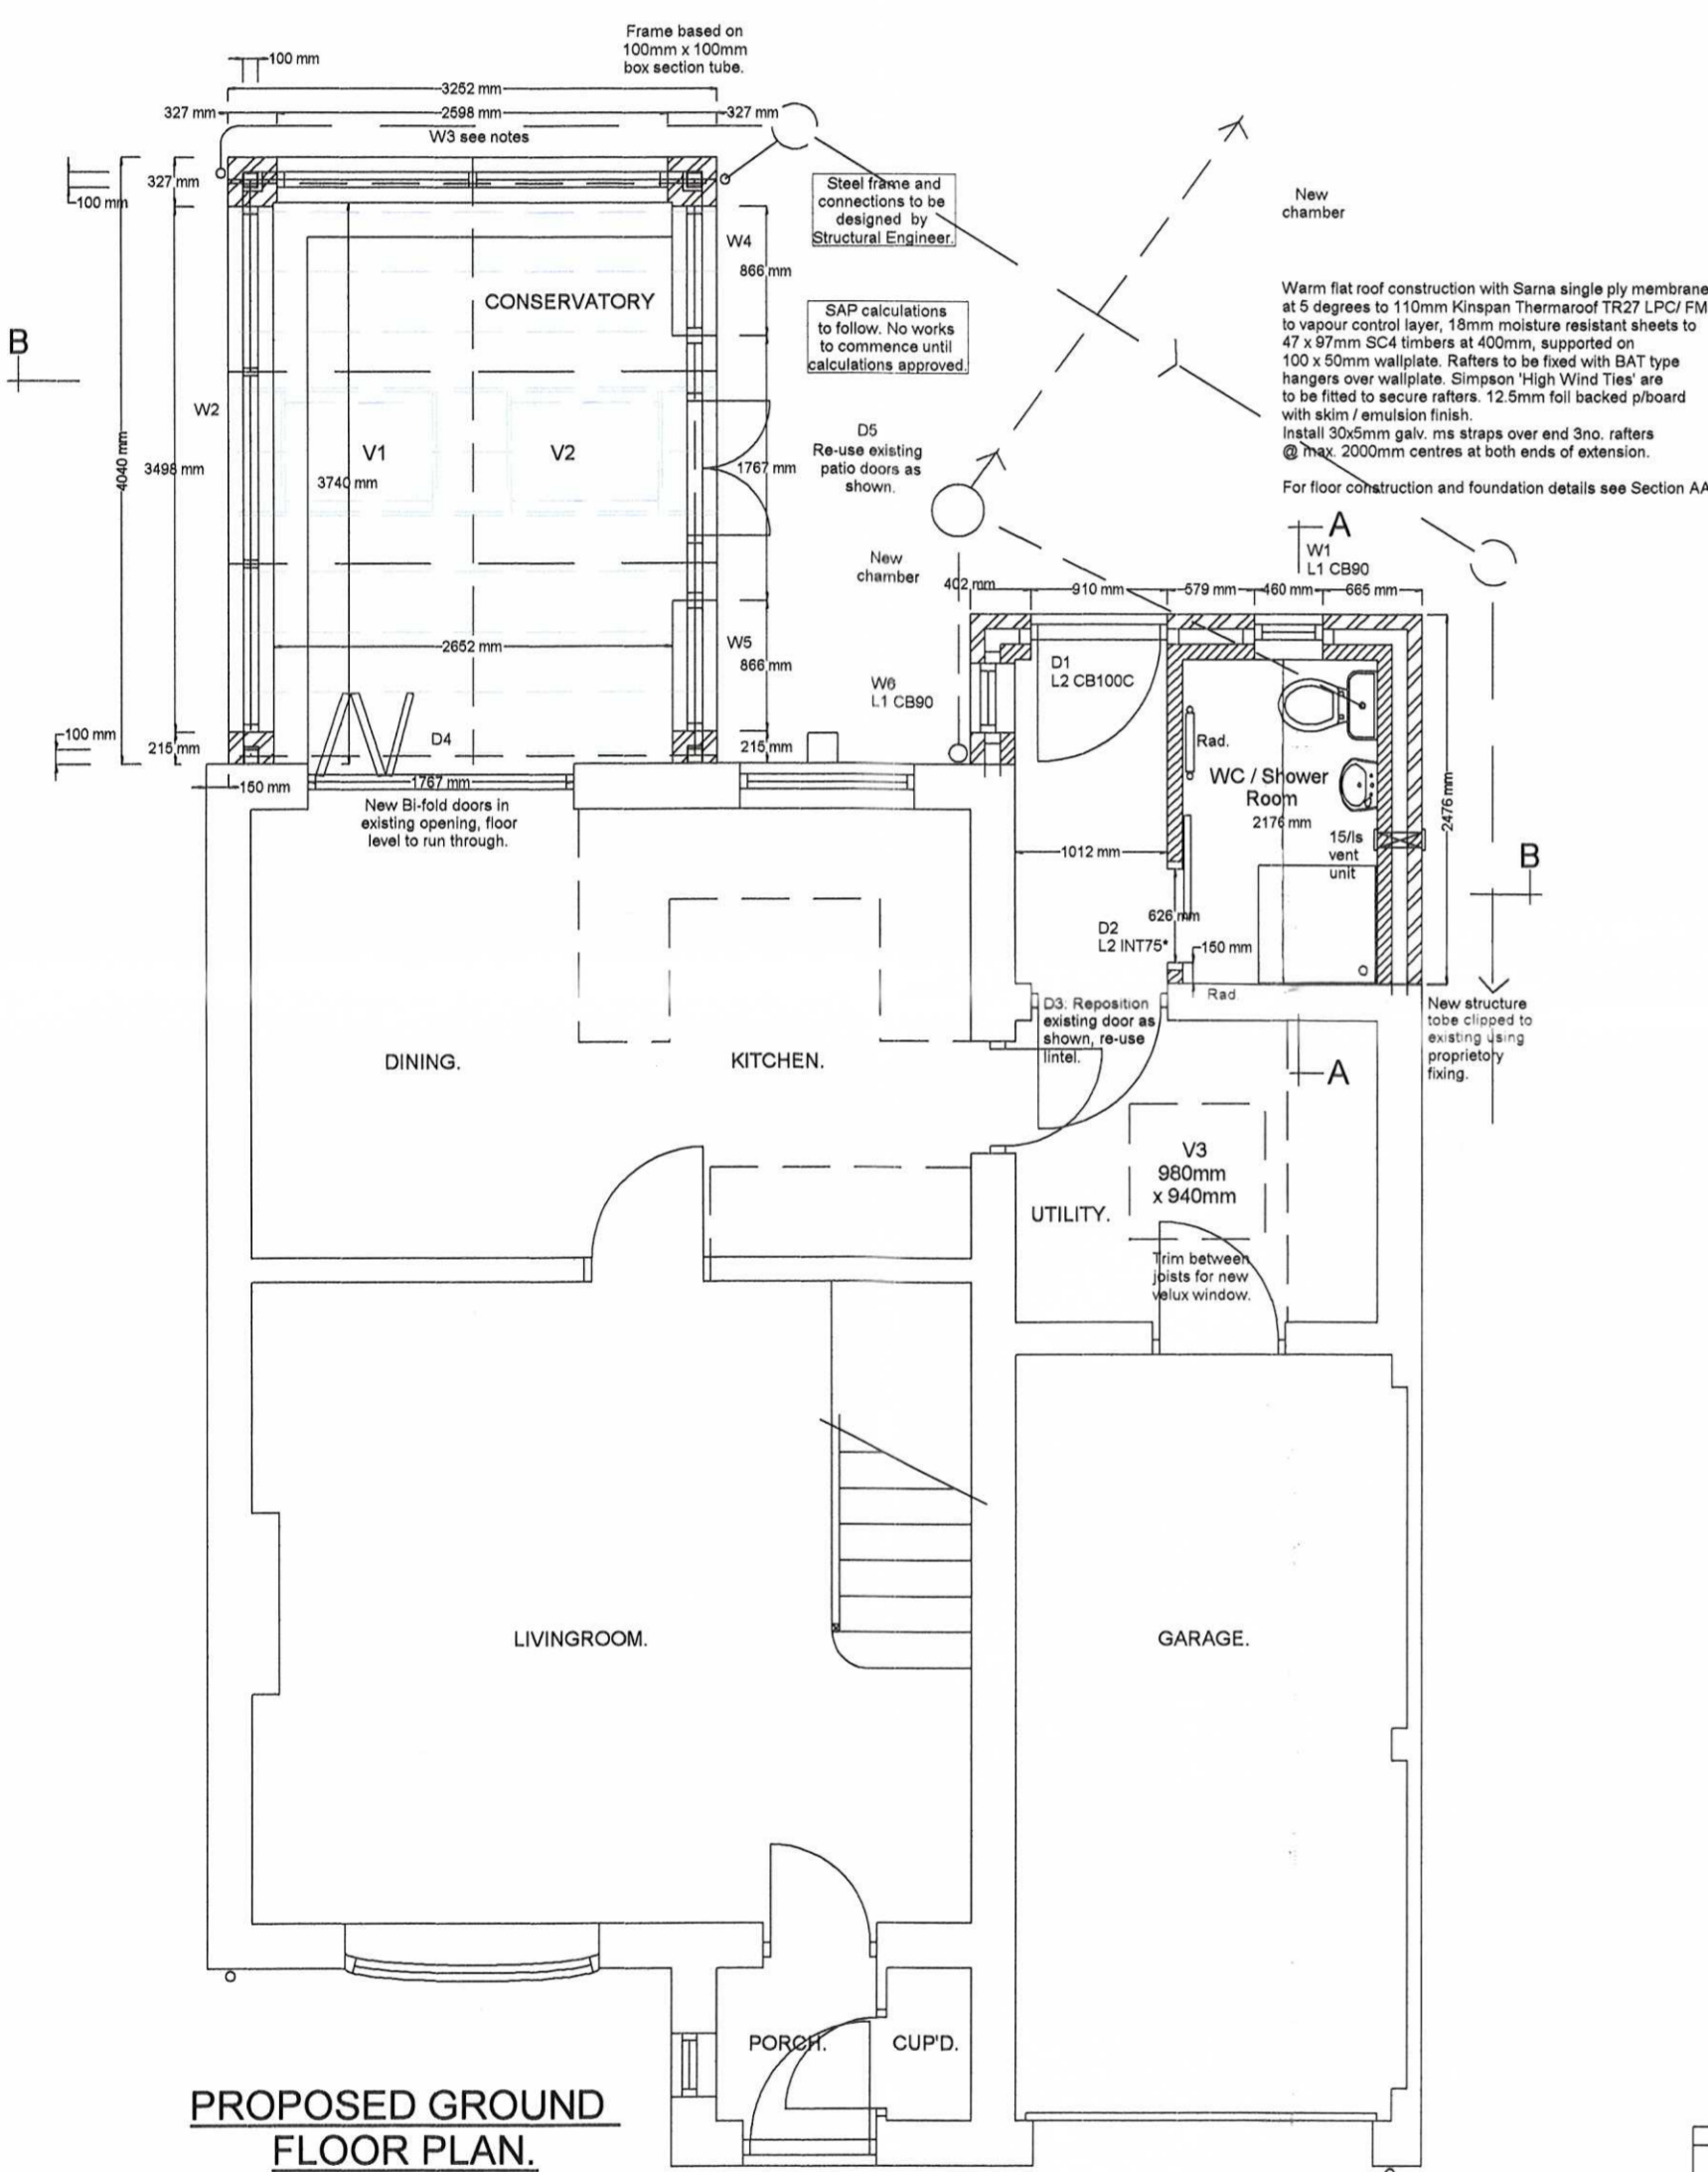 Frame based on
100mm x 100mm
box section tube.
100 mm
3252 mm
327 mm
2598 mm
327 mm
W3 see notes
327 mm
100 mm
Steel frame and
connections to be
designed by
Structural Engineer.
New
chamber
W4
866 mm
CONSERVATORY
SAP calculations
to follow. No works
to commence until
calculations approved.
Warm flat roof construction with Sarna single ply membrane
at 5 degrees to 110mm Kinspan Thermaroof TR27 LPC/ FM
to vapour control layer, 18mm moisture resistant sheets to
47 x 97mm SC4 timbers at 400mm, supported on
100 x 50mm wallplate. Rafters to be fixed with BAT type
hangers over wallplate. Simpson 'High Wind Ties' are
to be fitted to secure rafters. 12.5mm foil backed p/board
with skim / emulsion finish.
Install 30x5mm galv. ms straps over end 3no. rafters
@ max. 2000mm centres at both ends of extension.
For floor construction and foundation details see Section AA
B
W2
4040 mm
3498 mm
V1
V2
3740 mm
1767 mm
D5
Re-use existing
patio doors as
shown.
A
W1
L1 CB90
New
chamber
402 mm
910 mm
579 mm
460 mm
665 mm
2652 mm
W5
866 mm
W6
L1 CB90
D1
L2 CB100C
100 mm
215 mm
D4
215 mm
Rad.
WC / Shower
Room
2176 mm
2476 mm
150 mm
1767 mm
New Bi-fold doors in
existing opening, floor
level to run through.
1012 mm
15/ls
vent
unit
B
626 mm
D2
L2 INT75*
150 mm
Rad
D3: Reposition
existing door as
shown, re-use
lintel.
New structure
tobe clipped to
existing using
proprietory
fixing.
DINING.
KITCHEN.
A
V3
980mm
x 940mm
UTILITY.
Trim between
joists for new
velux window.
LIVINGROOM.
GARAGE.
PORCH.
CUP'D.
PROPOSED GROUND
FLOOR PLAN.